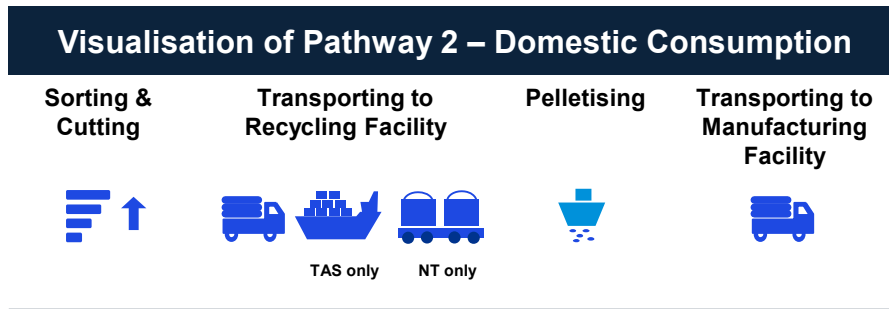 Visualisation of Pathway 2 – Domestic Consumption
Sorting &
Cutting
Transporting to
Recycling Facility
Pelletising
Transporting to
Manufacturing
Facility
TAS only
NT only